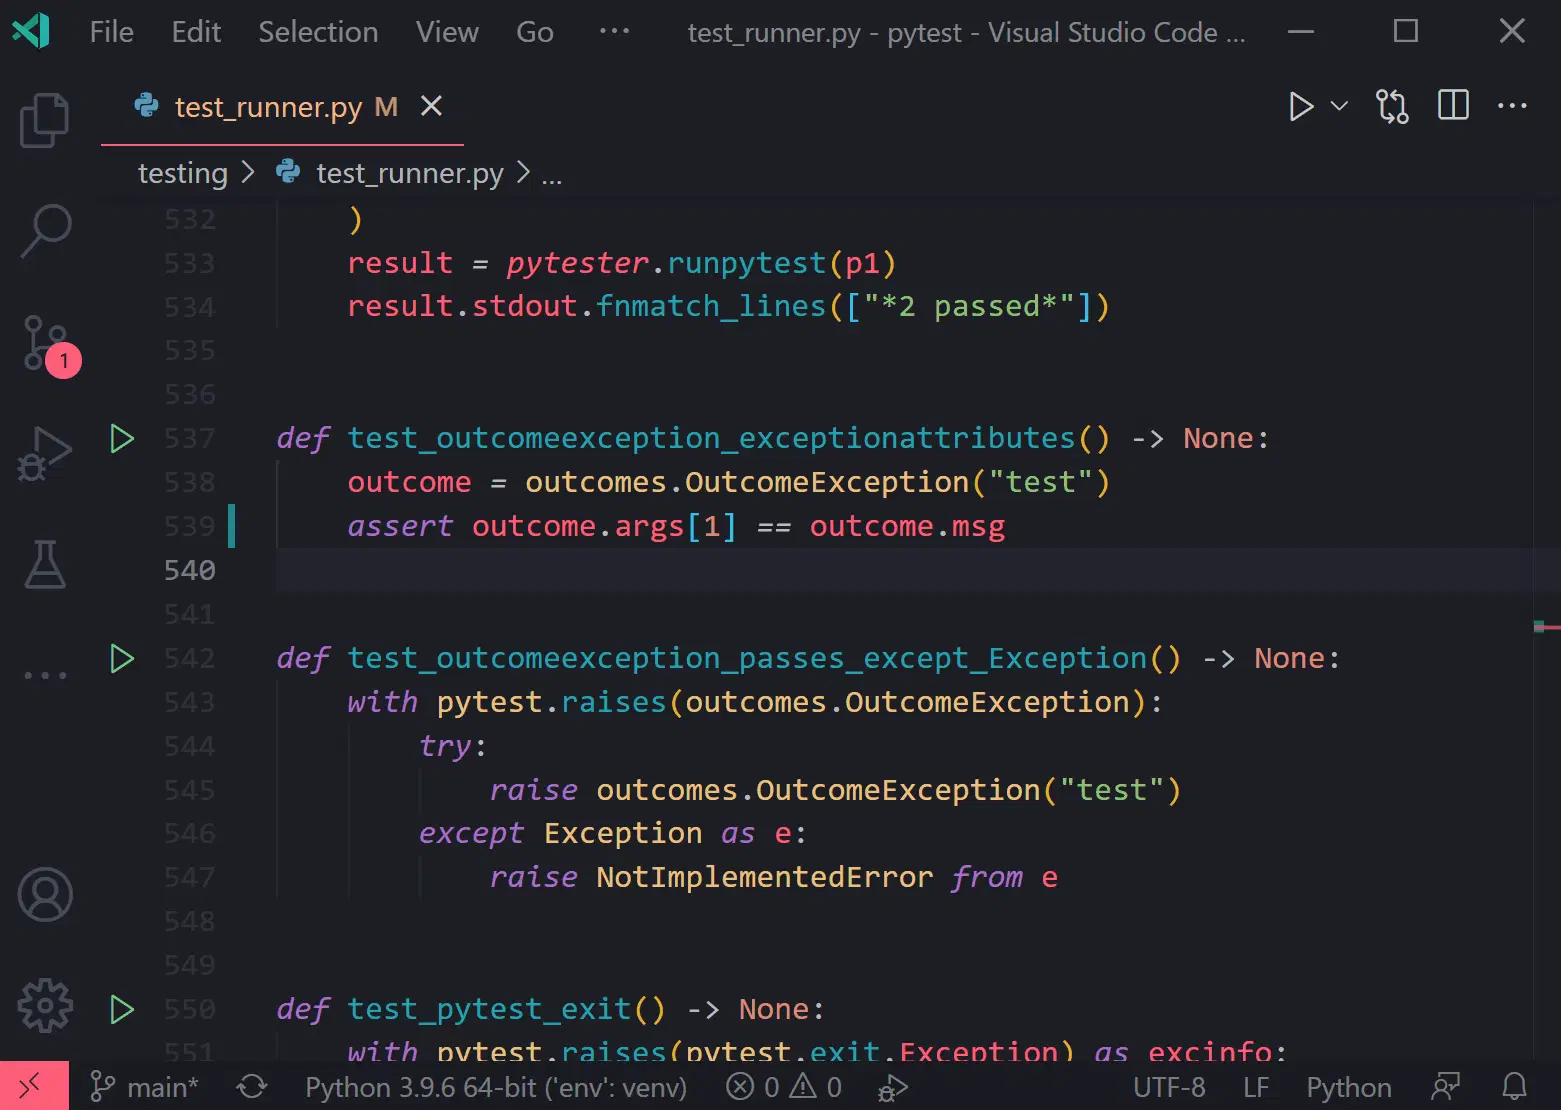 File Edit Selection View Go ... test_runner.py - pytest - Visual Studio Code ...
test_runner.py M
testing > test_runner.py > ...
532 )
533 result = pytester.runpytest(p1)
534 result.stdout.fnmatch_lines(["*2 passed*"])
535
536
537 def test_outcomeexception_exceptionattributes() -> None:
538 outcome = outcomes.OutcomeException("test")
539 assert outcome.args[1] == outcome.msg
540
541
542 def test_outcomeexception_passes_except_Exception() -> None:
543 with pytest.raises(outcomes.OutcomeException):
544 try:
545 raise outcomes.OutcomeException("test")
546 except Exception as e:
547 raise NotImplementedError from e
548
549
550 def test_pytest_exit() -> None:
551 with pytest.raises(pytest.exit.Exception) as excinfo:
1
main* Python 3.9.6 64-bit ('env': venv) 0 0 UTF-8 LF Python